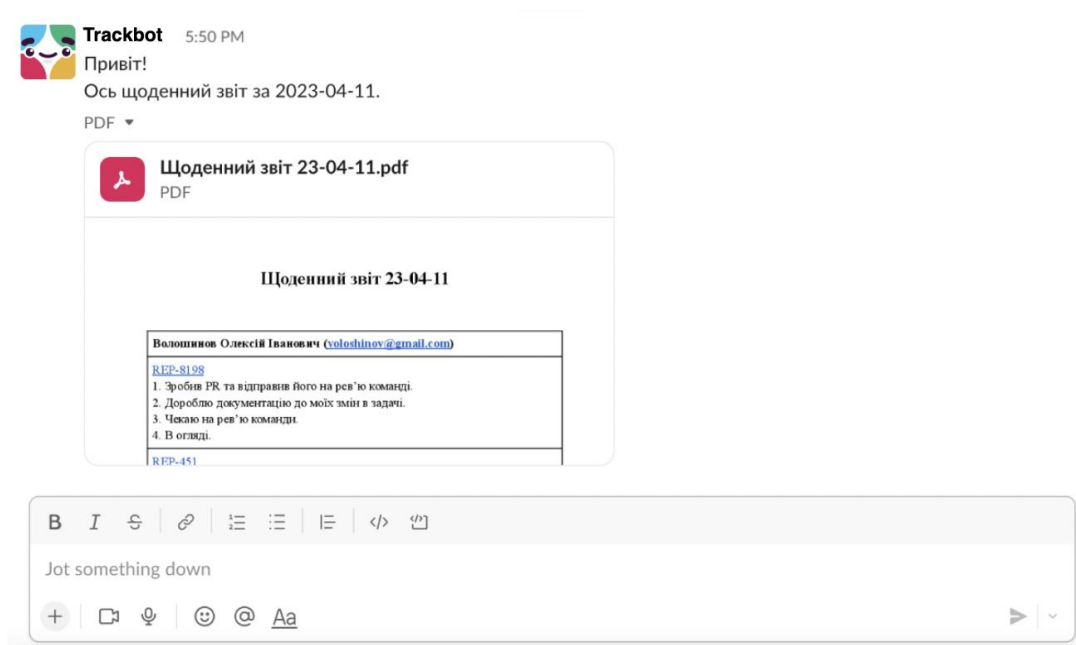 Trackbot 5:50 PM
Привіт!
Ось щоденний звіт за 2023-04-11.
PDF
Щоденний звіт 23-04-11.pdf
PDF
Щоденний звіт 23-04-11
Волошинов Олексій Іванович (voloshinov@gmail.com)
REP-8198
1. Зробив PR та відправив його на рев’ю команді.
2. Дороблю документацію до моїх змін в задачі.
3. Чекаю на рев’ю команди.
4. В огляді.
REP-451
B I S
Jot something down
@ Aa